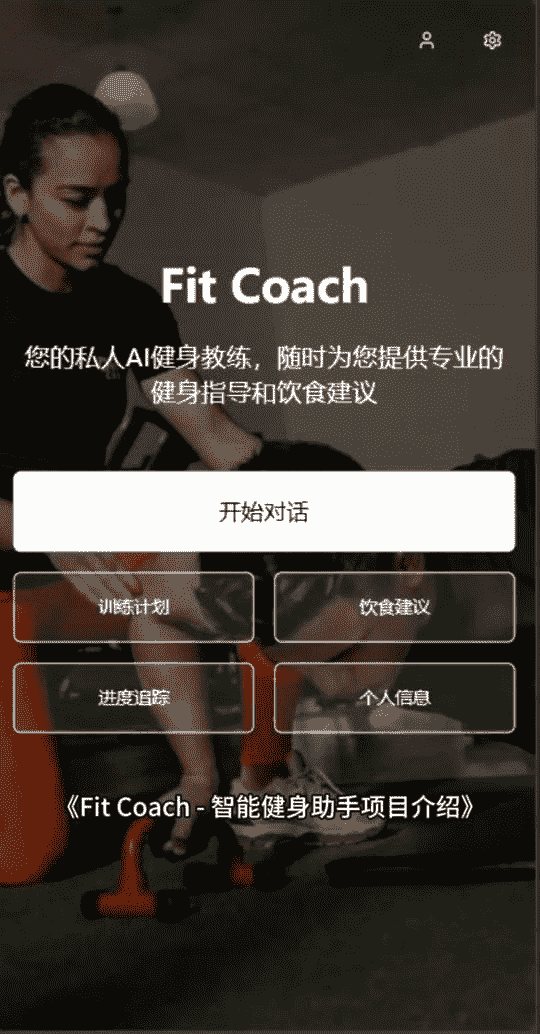 Fit Coach
您的私人AI健身教练，随时为您提供专业的
健身指导和饮食建议
开始对话
训练计划
饮食建议
进度追踪
个人信息
《Fit Coach - 智能健身助手项目介绍》